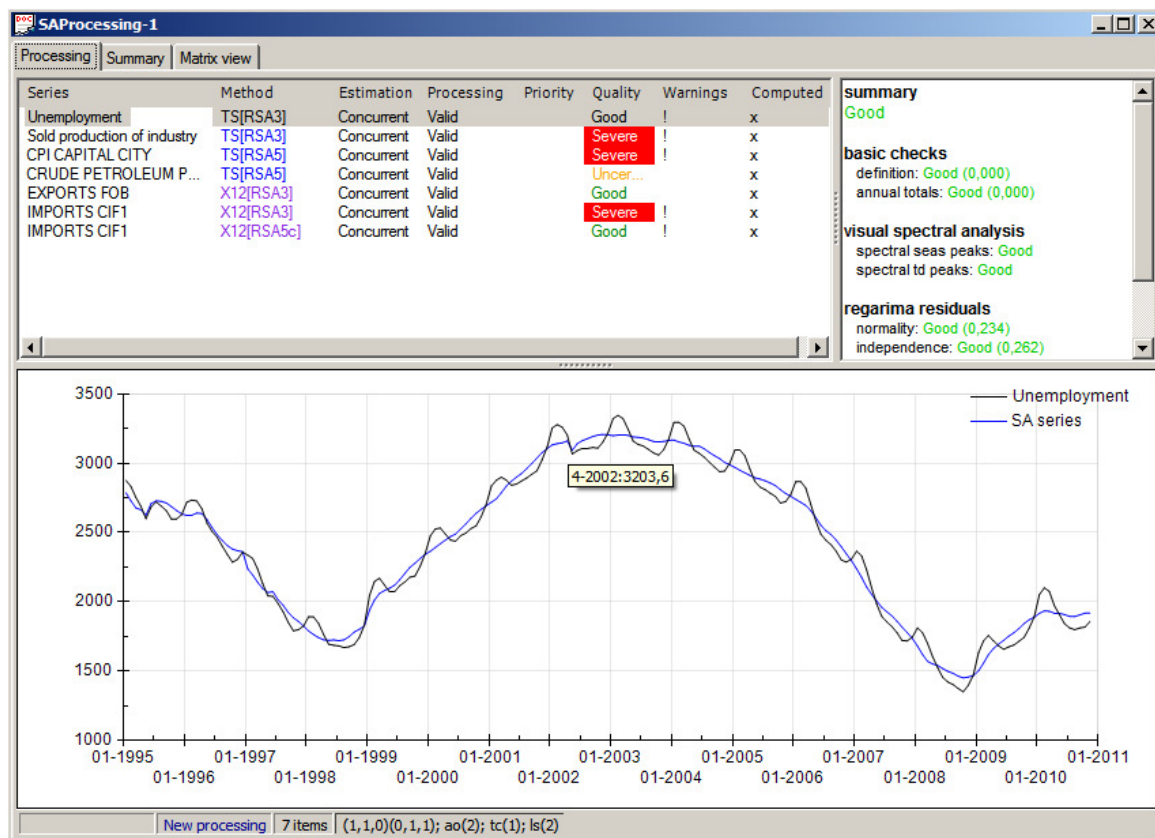 SAProcessing-1
Processing Summary Matrix view
Series Method Estimation Processing Priority Quality Warnings Computed
Unemployment TS[RSA3] Concurrent Valid Good ! x
Sold production of industry TS[RSA3] Concurrent Valid Severe ! x
CPI CAPITAL CITY TS[RSA5] Concurrent Valid Severe ! x
CRUDE PETROLEUM P... TS[RSA5] Concurrent Valid Uncer... x
EXPORTS FOB X12[RSA3] Concurrent Valid Good x
IMPORTS CIF1 X12[RSA3] Concurrent Valid Severe ! x
IMPORTS CIF1 X12[RSA5c] Concurrent Valid Good x
summary
Good
basic checks
definition: Good (0,000)
annual totals: Good (0,000)
visual spectral analysis
spectral seas peaks: Good
spectral td peaks: Good
regarima residuals
normality: Good (0,234)
independence: Good (0,262)
Unemployment
SA series
3500
3000
2500
2000
1500
1000
4-2002:3203,6
01-1995 01-1997 01-1999 01-2001 01-2003 01-2005 01-2007 01-2009 01-2011
01-1996 01-1998 01-2000 01-2002 01-2004 01-2006 01-2008 01-2010
New processing 7 items (1,1,0)(0,1,1); ao(2); tc(1); ls(2)